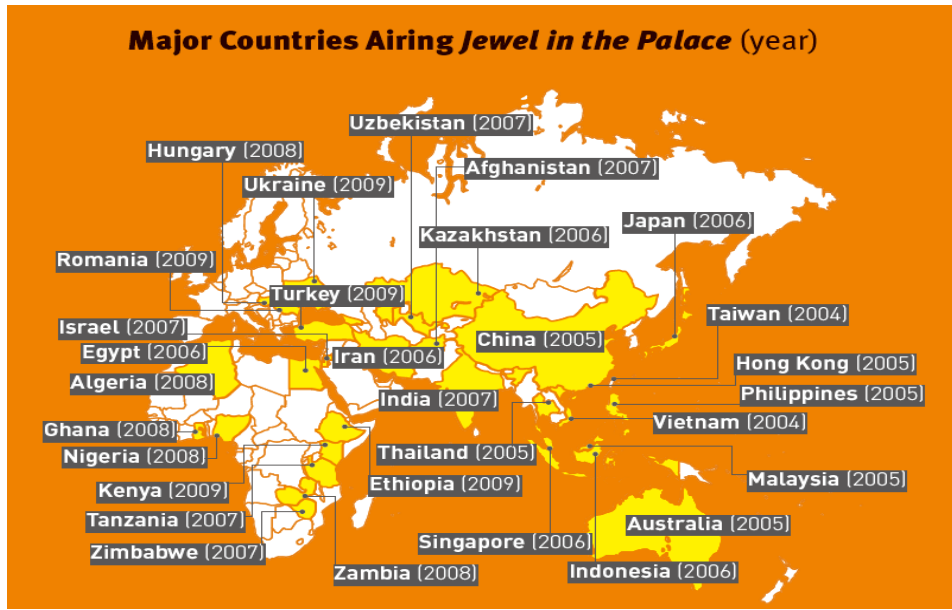 Major Countries Airing Jewel in the Palace (year)
Uzbekistan (2007)
Hungary (2008)
Afghanistan (2007)
Ukraine (2009)
Japan (2006)
Kazakhstan (2006)
Romania (2009)
Turkey (2009)
Taiwan (2004)
Israel (2007)
China (2005)
Egypt (2006)
Iran (2006)
Hong Kong (2005)
Algeria (2008)
Philippines (2005)
India (2007)
Vietnam (2004)
Ghana (2008)
Thailand (2005)
Nigeria (2008)
Malaysia (2005)
Ethiopia (2009)
Kenya (2009)
Tanzania (2007)
Australia (2005)
Singapore (2006)
Zimbabwe (2007)
Zambia (2008)
Indonesia (2006)